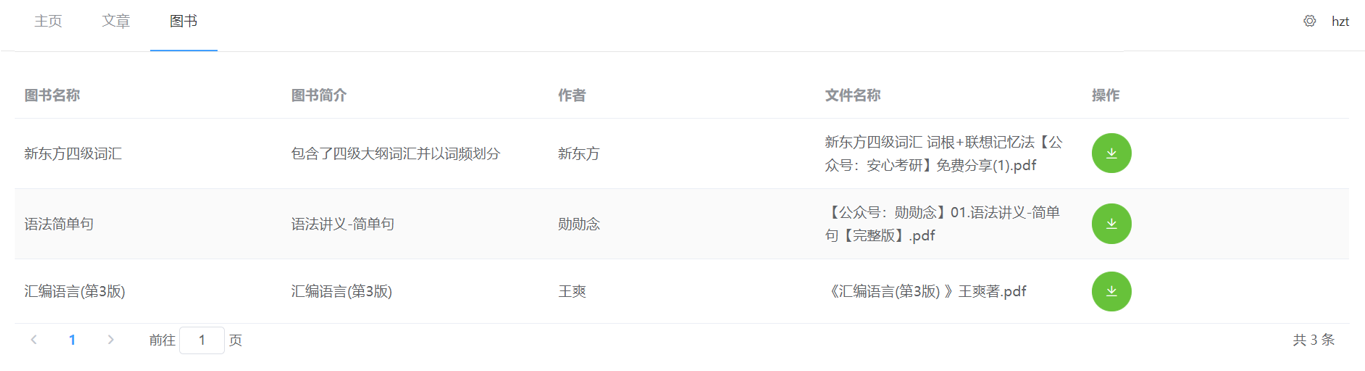 主页 文章 图书 hzt
图书名称 图书简介 作者 文件名称 操作
新东方四级词汇 包含了四级大纲词汇并以词频划分 新东方 新东方四级词汇 词根+联想记忆法【公
众号：安心考研】免费分享(1).pdf
语法简单句 语法讲义-简单句 勋勋念 【公众号：勋勋念】01.语法讲义-简单
句【完整版】.pdf
汇编语言(第3版) 汇编语言(第3版) 王爽 《汇编语言(第3版) 》王爽著.pdf
1 前往 1 页 共 3 条